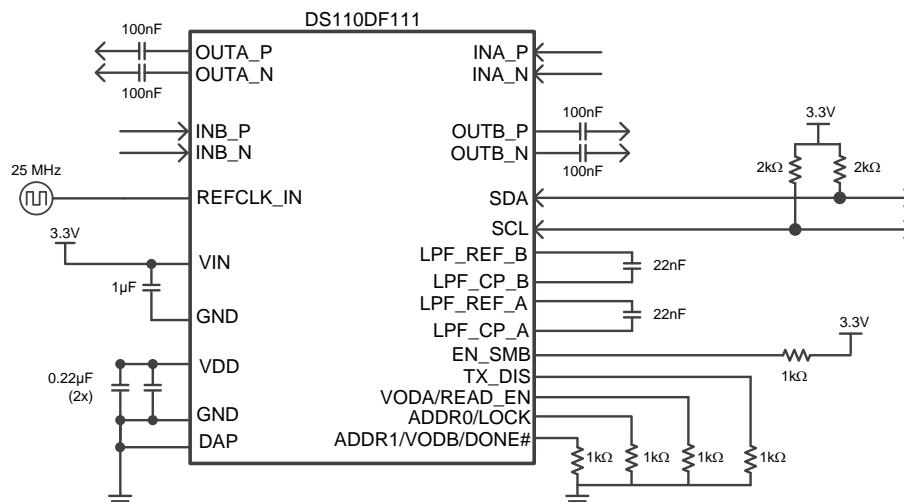 DS110DF111
100nF
OUTA_P
OUTA_N
100nF
INB_P
INB_N
25 MHz
REFCLK_IN
3.3V
VIN
1µF
GND
VDD
0.22µF
(2x)
GND
DAP
INA_P
INA_N
100nF
OUTB_P
OUTB_N
100nF
3.3V
2kΩ
2kΩ
SDA
SCL
LPF_REF_B
22nF
LPF_CP_B
LPF_REF_A
22nF
LPF_CP_A
3.3V
EN_SMB
1kΩ
TX_DIS
VODA/READ_EN
ADDR0/LOCK
ADDR1/VODB/DONE#
1kΩ
1kΩ
1kΩ
1kΩ